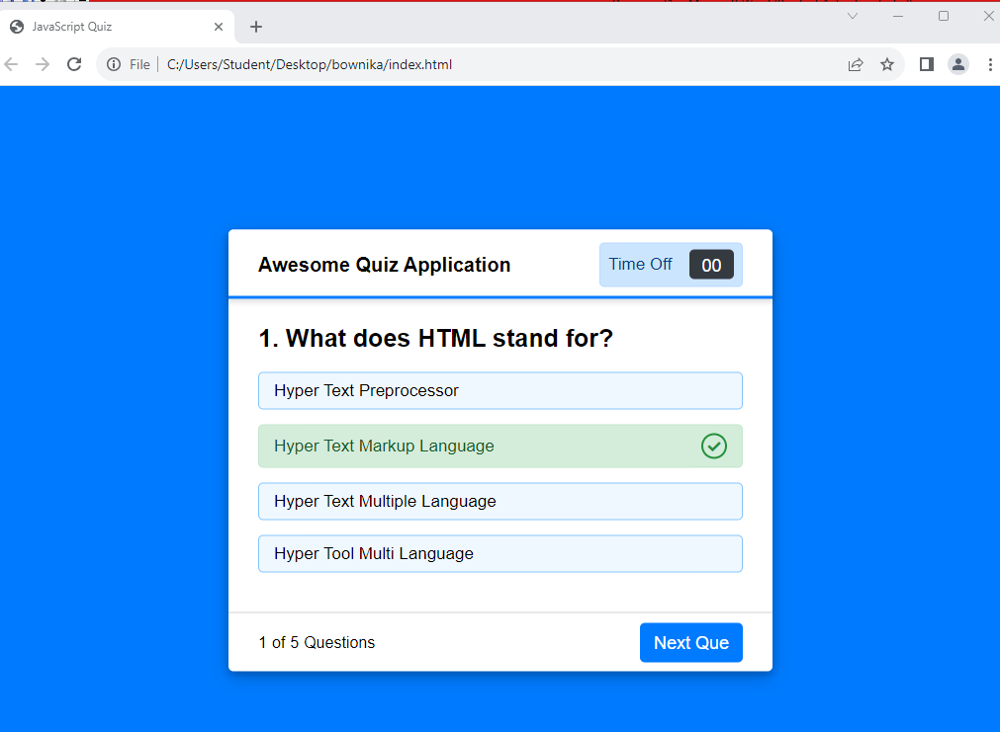 JavaScript Quiz
File C:/Users/Student/Desktop/bownika/index.html
Awesome Quiz Application
Time Off 00
1. What does HTML stand for?
Hyper Text Preprocessor
Hyper Text Markup Language
Hyper Text Multiple Language
Hyper Tool Multi Language
1 of 5 Questions
Next Que